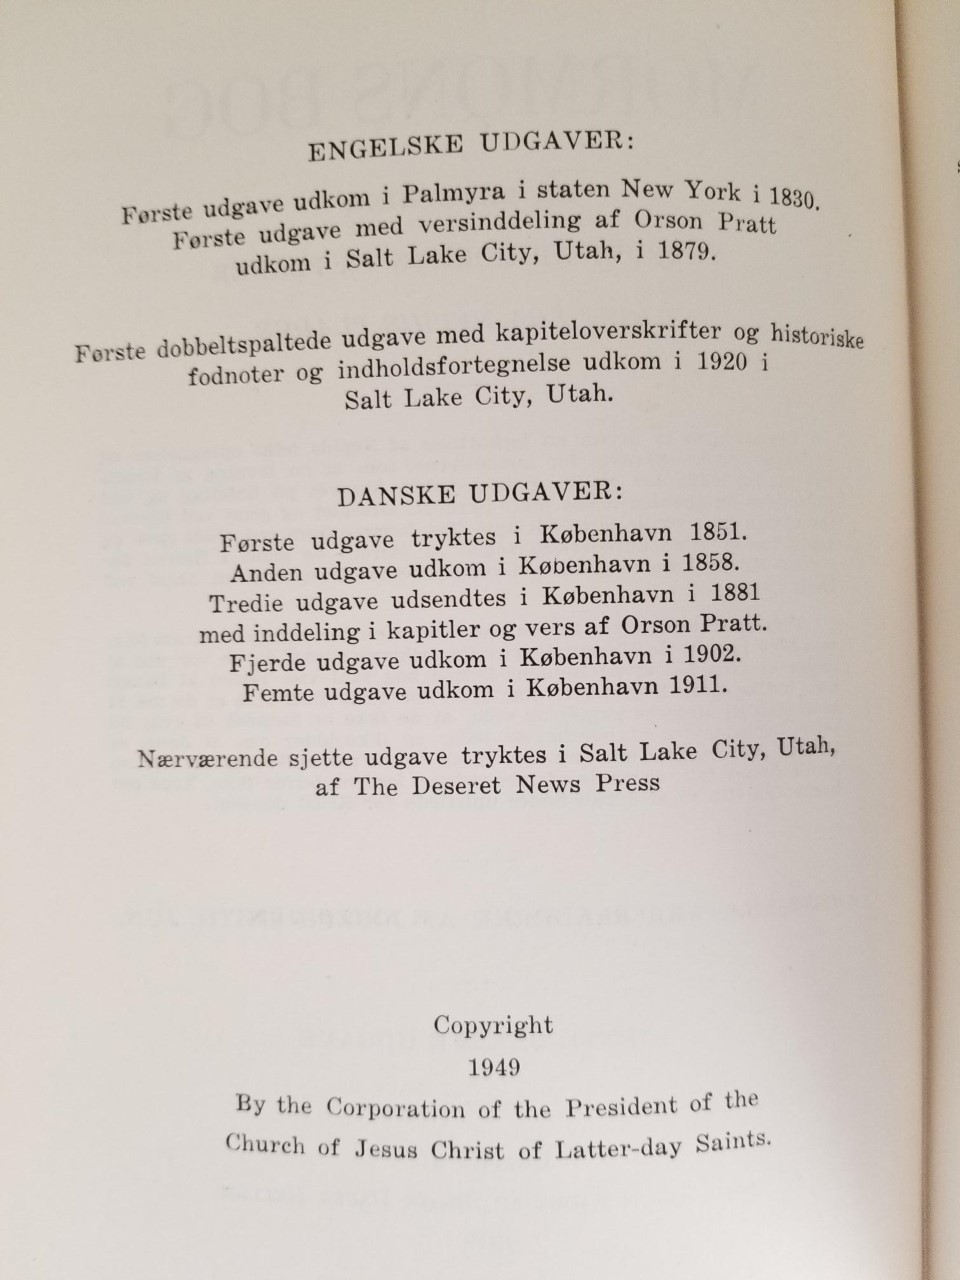 ENGELSKE UDGAVER:
Første udgave udkom i Palmyra i staten New York i 1830.
Første udgave med versinddeling af Orson Pratt
udkom i Salt Lake City, Utah, i 1879.
Første dobbeltspaltede udgave med kapiteloverskrifter og historiske
fodnoter og indholdsfortegnelse udkom i 1920 i
Salt Lake City, Utah.
DANSKE UDGAVER:
Første udgave tryktes i København 1851.
Anden udgave udkom i København i 1858.
Tredie udgave udsendtes i København i 1881
med inddeling i kapitler og vers af Orson Pratt.
Fjerde udgave udkom i København i 1902.
Femte udgave udkom i København 1911.
Nærværende sjette udgave tryktes i Salt Lake City, Utah,
af The Deseret News Press
Copyright
1949
By the Corporation of the President of the
Church of Jesus Christ of Latter-day Saints.